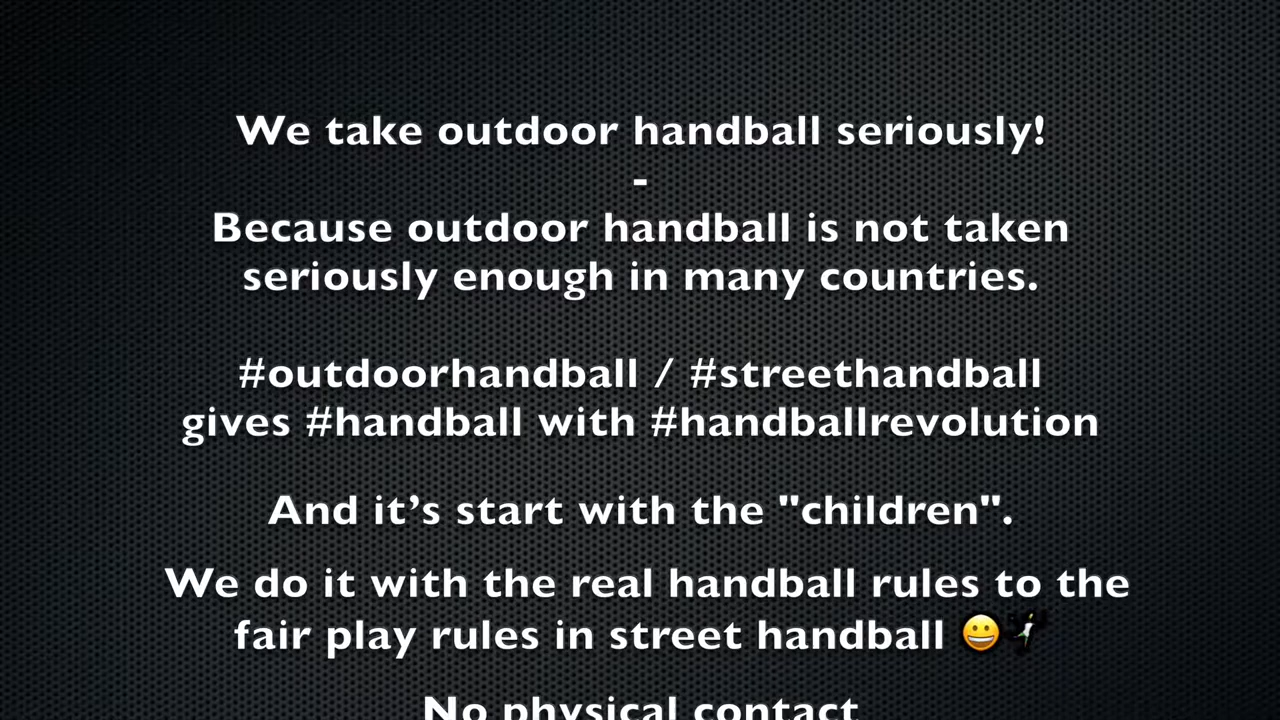 We take outdoor handball seriously!
-
Because outdoor handball is not taken
seriously enough in many countries.
#outdoorhandball / #streethandball
gives #handball with #handballrevolution
And it’s start with the "children".
We do it with the real handball rules to the
fair play rules in street handball 😀
No physical contact